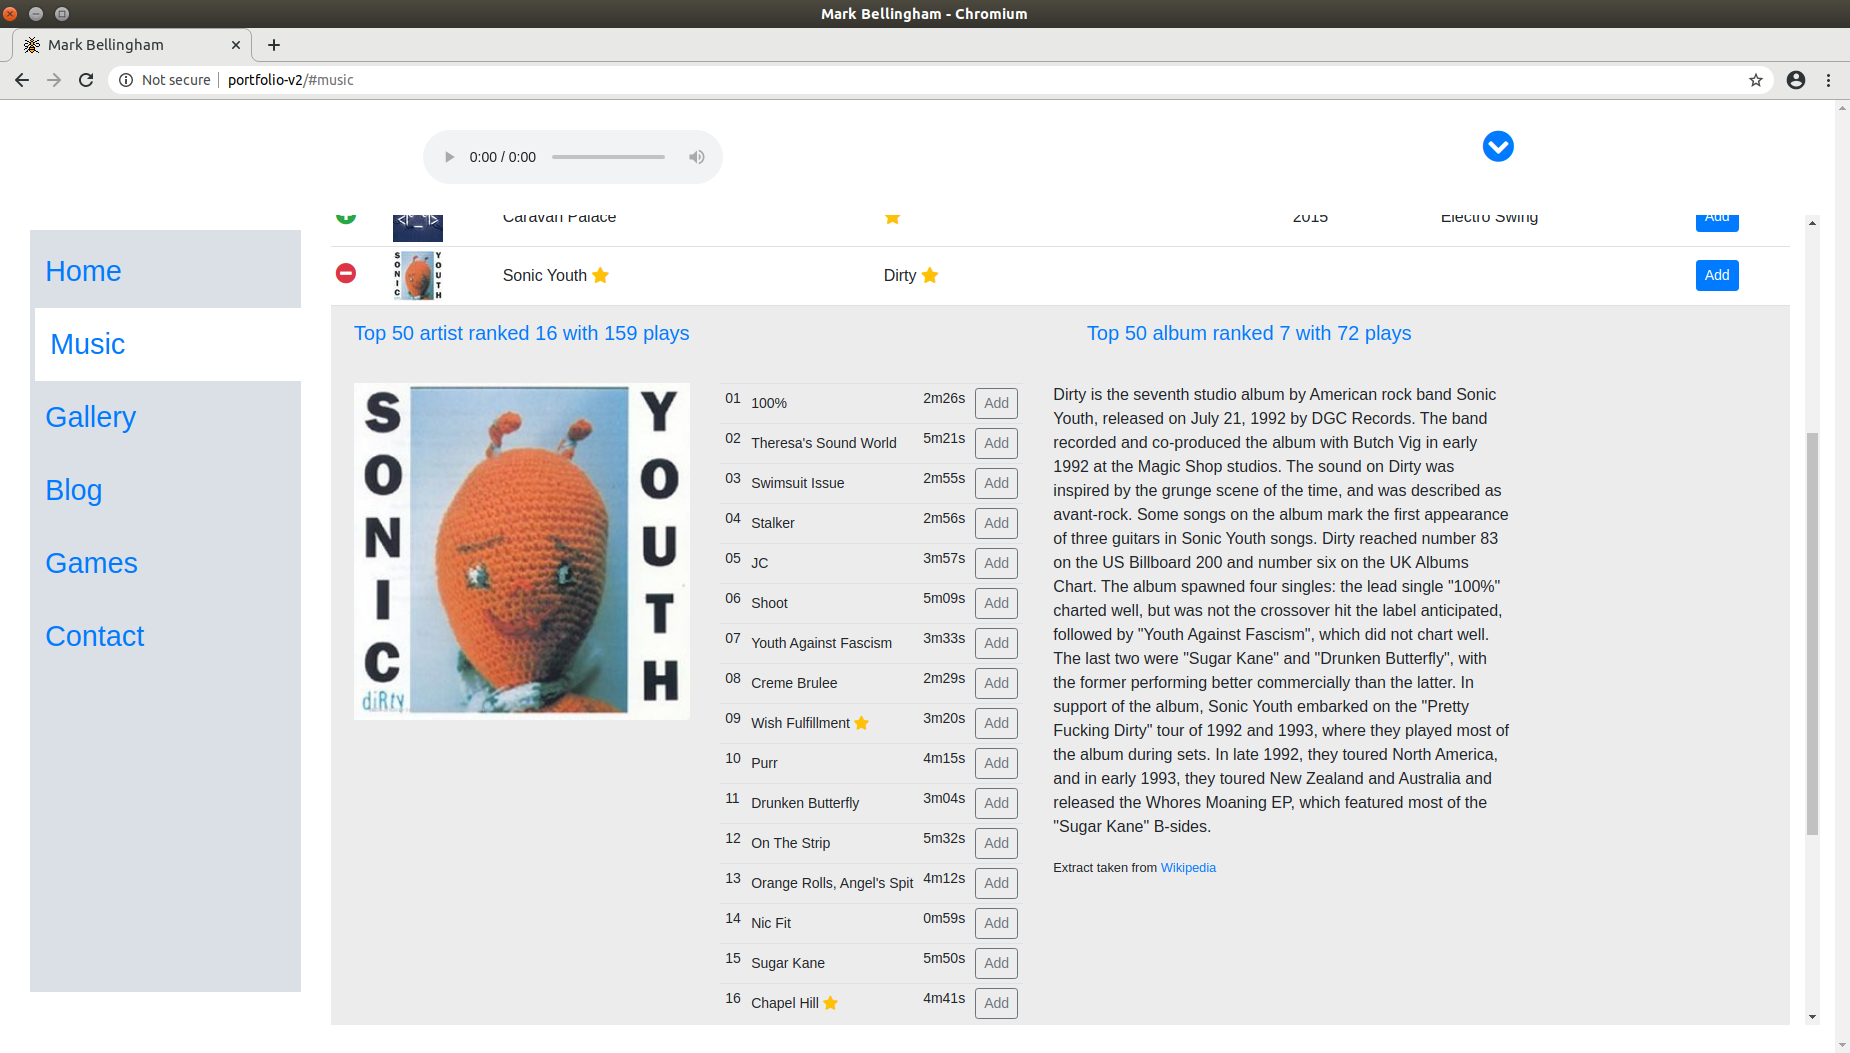 Mark Bellingham - Chromium
Mark Bellingham
Not secure portfolio-v2/#music
0:00 / 0:00
Home
Music
Gallery
Blog
Games
Contact
Caravan Palace 2015 Electro Swing Add
Sonic Youth Dirty Add
Top 50 artist ranked 16 with 159 plays
Top 50 album ranked 7 with 72 plays
SONIC
YOUTH
diRty
01 100% 2m26s Add
02 Theresa's Sound World 5m21s Add
03 Swimsuit Issue 2m55s Add
04 Stalker 2m56s Add
05 JC 3m57s Add
06 Shoot 5m09s Add
07 Youth Against Fascism 3m33s Add
08 Creme Brulee 2m29s Add
09 Wish Fulfillment 3m20s Add
10 Purr 4m15s Add
11 Drunken Butterfly 3m04s Add
12 On The Strip 5m32s Add
13 Orange Rolls, Angel's Spit 4m12s Add
14 Nic Fit 0m59s Add
15 Sugar Kane 5m50s Add
16 Chapel Hill 4m41s Add
Dirty is the seventh studio album by American rock band Sonic
Youth, released on July 21, 1992 by DGC Records. The band
recorded and co-produced the album with Butch Vig in early
1992 at the Magic Shop studios. The sound on Dirty was
inspired by the grunge scene of the time, and was described as
avant-rock. Some songs on the album mark the first appearance
of three guitars in Sonic Youth songs. Dirty reached number 83
on the US Billboard 200 and number six on the UK Albums
Chart. The album spawned four singles: the lead single "100%"
charted well, but was not the crossover hit the label anticipated,
followed by "Youth Against Fascism", which did not chart well.
The last two were "Sugar Kane" and "Drunken Butterfly", with
the former performing better commercially than the latter. In
support of the album, Sonic Youth embarked on the "Pretty
Fucking Dirty" tour of 1992 and 1993, where they played most of
the album during sets. In late 1992, they toured North America,
and in early 1993, they toured New Zealand and Australia and
released the Whores Moaning EP, which featured most of the
"Sugar Kane" B-sides.
Extract taken from Wikipedia